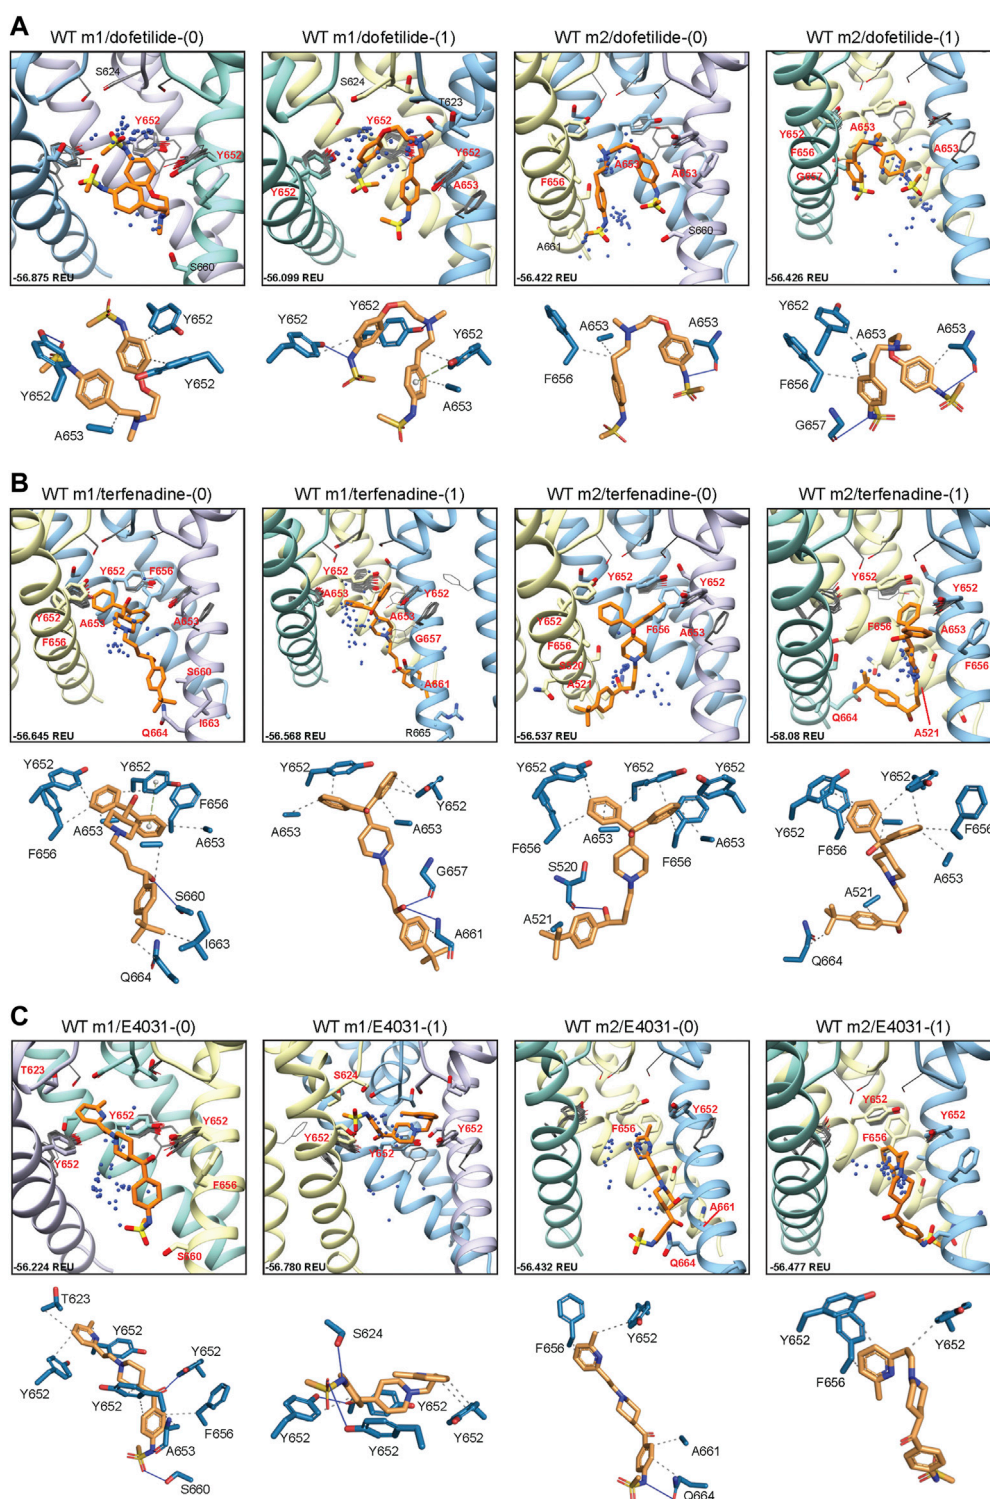 A
WT m1/dofetilide-(0)
WT m1/dofetilide-(1)
WT m2/dofetilide-(0)
WT m2/dofetilide-(1)
S624
Y652
Y652
S660
-56.875 REU
S624
T623
Y652
Y652
Y652
A653
-56.099 REU
A653
A653
F656
A661
S660
-56.422 REU
Y652
A653
A653
F656
G657
-56.426 REU
Y652
Y652
Y652
A653
Y652
Y652
A653
A653
A653
F656
Y652
A653
A653
F656
G657
B
WT m1/terfenadine-(0)
WT m1/terfenadine-(1)
WT m2/terfenadine-(0)
WT m2/terfenadine-(1)
Y652
F656
Y652
A653
A653
F656
S660
I663
Q664
-56.645 REU
Y652
A653
Y652
A653
G657
A661
R665
-56.568 REU
Y652
Y652
Y652
F656
F656
A653
S520
A521
-56.537 REU
Y652
Y652
F656
A653
F656
Q664
A521
-58.08 REU
Y652
Y652
F656
A653
F656
A653
S660
I663
Q664
Y652
Y652
A653
A653
G657
A661
Y652
Y652
Y652
F656
A653
F656
A653
S520
A521
Y652
Y652
F656
F656
A653
A521
Q664
C
WT m1/E4031-(0)
WT m1/E4031-(1)
WT m2/E4031-(0)
WT m2/E4031-(1)
T623
Y652
Y652
Y652
F656
S660
-56.224 REU
S624
Y652
Y652
Y652
-56.780 REU
Y652
F656
A661
Q664
-56.432 REU
Y652
Y652
F656
-56.477 REU
T623
Y652
Y652
Y652
Y652
F656
A653
S660
S624
Y652
Y652
Y652
Y652
F656
Y652
A661
Q664
Y652
Y652
F656